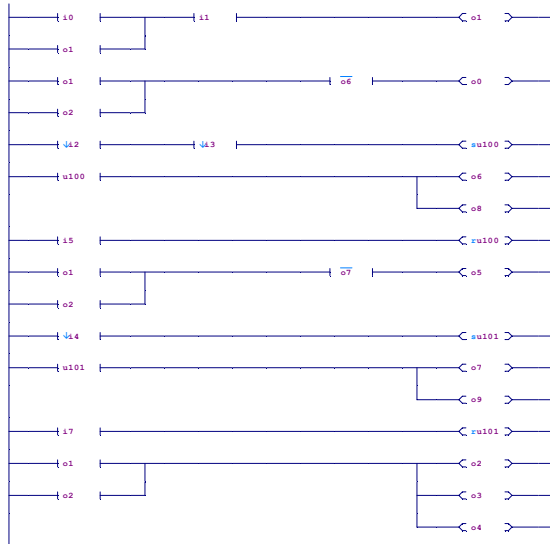 i0 i1 o1
o1
o1 o6 o0
o2
↓i2 ↓i3 su100
u100 o6
o8
i5 ru100
o1 o7 o5
o2
↓i4 su101
u101 o7
o9
i7 ru101
o1 o2
o2 o3
o4